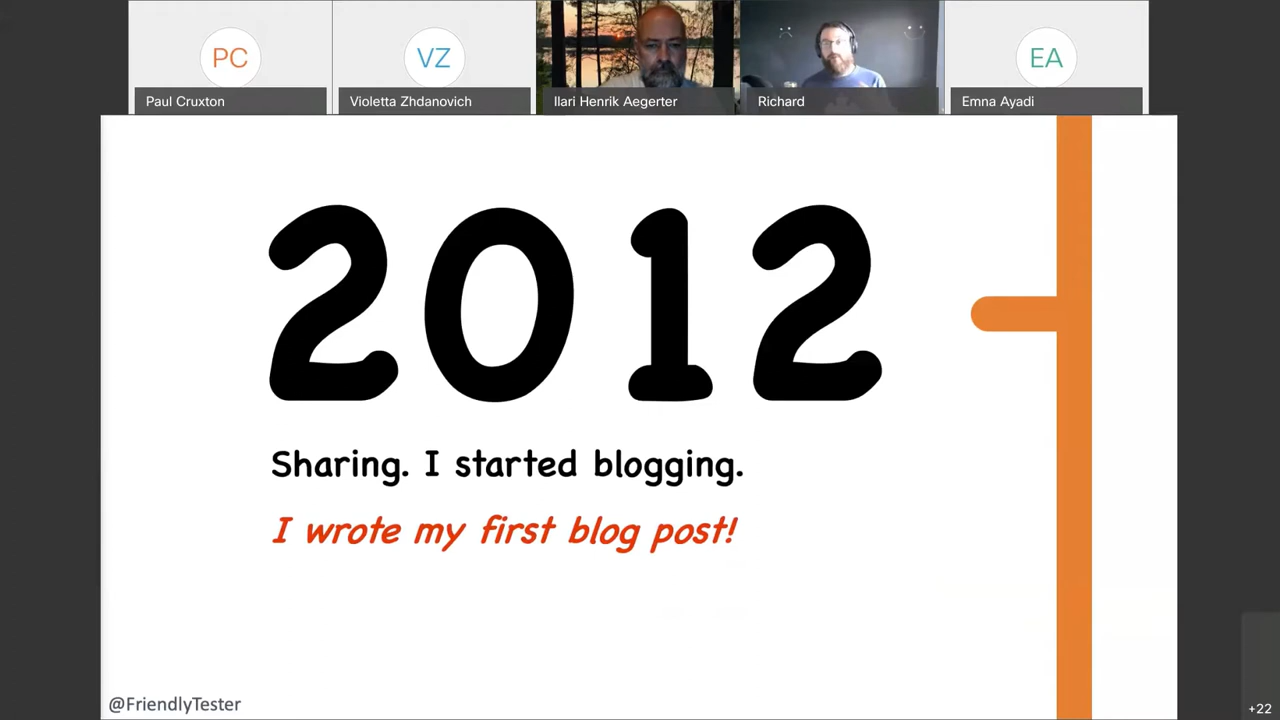 PC
VZ
EA
Paul Cruxton
Violetta Zhdanovich
Ilari Henrik Aegerter
Richard
Emna Ayadi
2012
Sharing. I started blogging.
I wrote my first blog post!
@FriendlyTester
+22